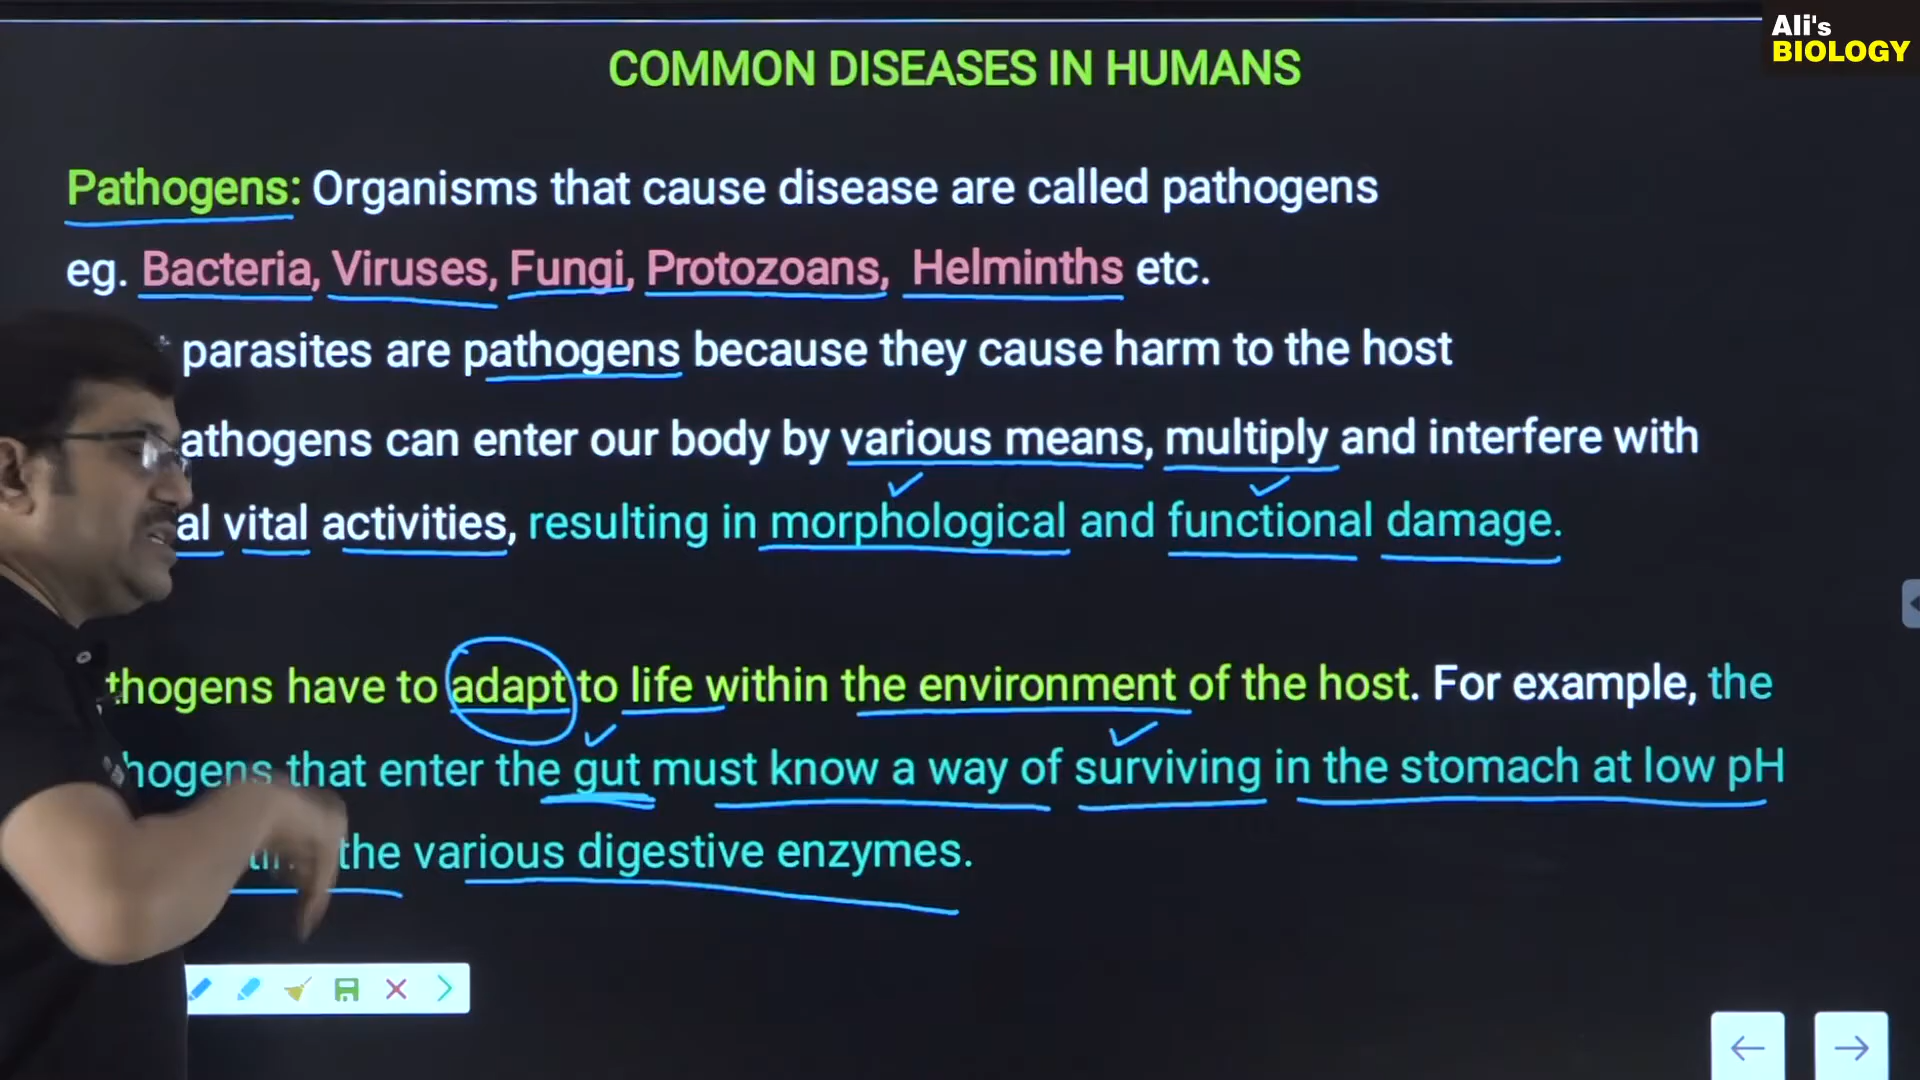 Ali's
BIOLOGY
COMMON DISEASES IN HUMANS
Pathogens: Organisms that cause disease are called pathogens
eg. Bacteria, Viruses, Fungi, Protozoans, Helminths etc.
parasites are pathogens because they cause harm to the host
athogens can enter our body by various means, multiply and interfere with
al vital activities, resulting in morphological and functional damage.
thogens have to adapt to life within the environment of the host. For example, the
hogens that enter the gut must know a way of surviving in the stomach at low pH
the various digestive enzymes.